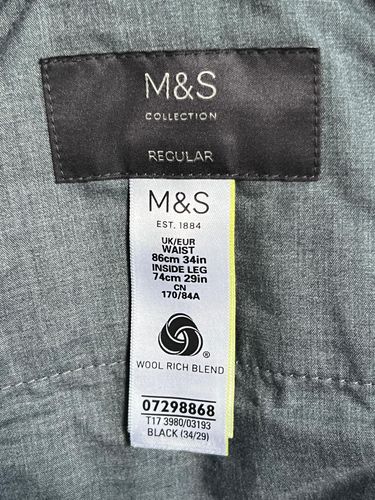 M&S
COLLECTION
REGULAR
M&S
EST. 1884
UK/EUR
WAIST
86cm 34in
INSIDE LEG
74cm 29in
CN
170/84A
®
WOOL RICH BLEND
07298868
T17 3980/03193
BLACK (34/29)